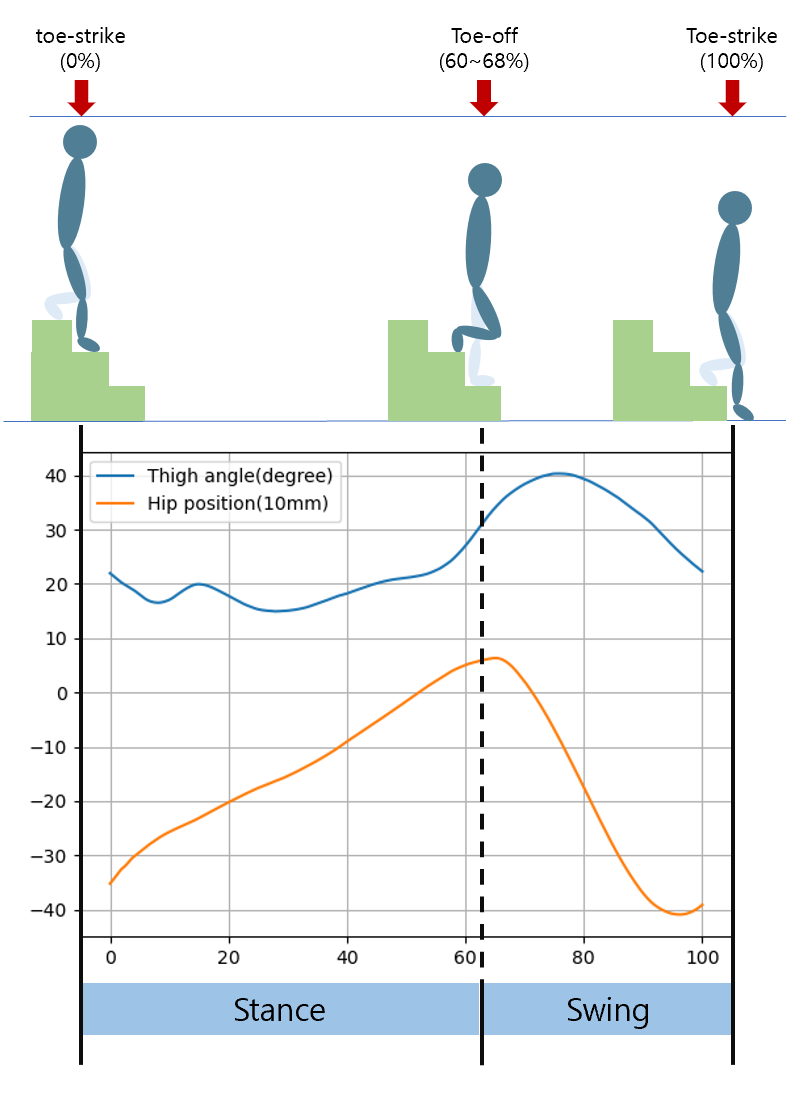 toe-strike
(0%)
Toe-off
(60~68%)
Toe-strike
(100%)
Thigh angle(degree)
Hip position(10mm)
40
30
20
10
0
−10
−20
−30
−40
0 20 40 60 80 100
Stance Swing